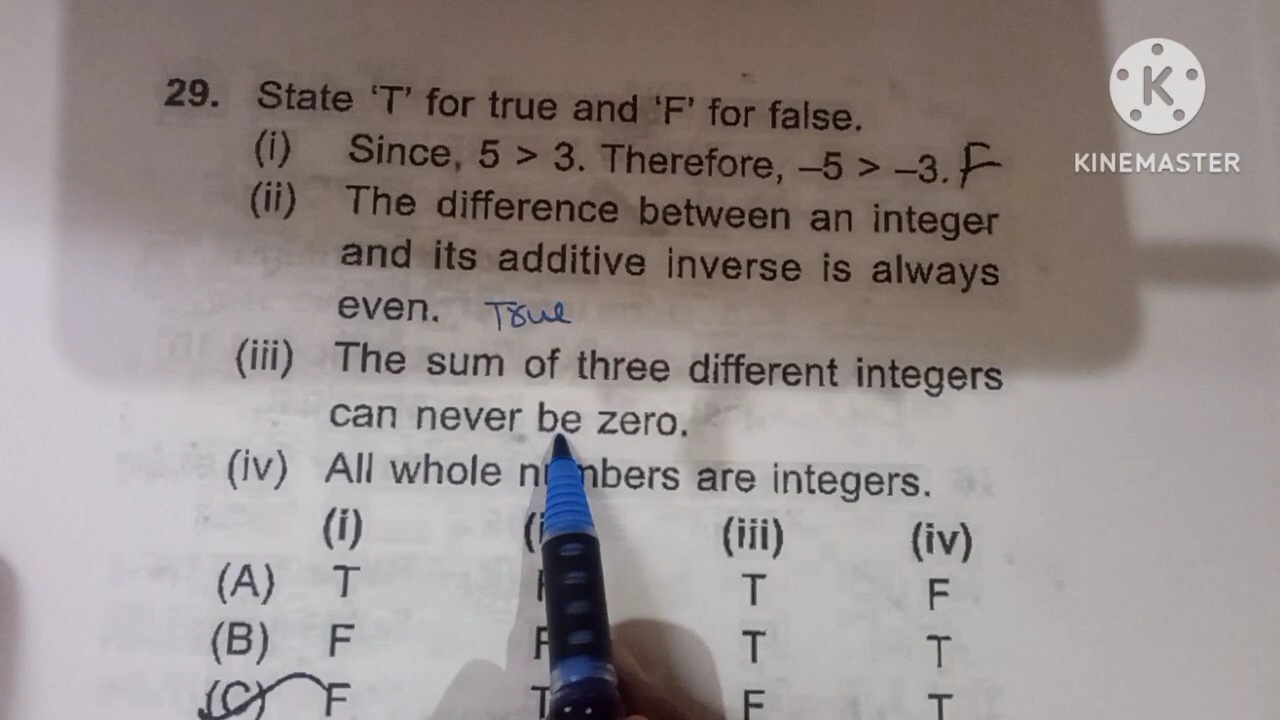 29. State 'T' for true and 'F' for false.
(i) Since, 5 > 3. Therefore, –5 > –3. F
(ii) The difference between an integer
and its additive inverse is always
even. True
(iii) The sum of three different integers
can never be zero.
(iv) All whole numbers are integers.
(i) (iii) (iv)
(A) T T F
(B) F F T T
(C) F T F T
K
KINEMASTER